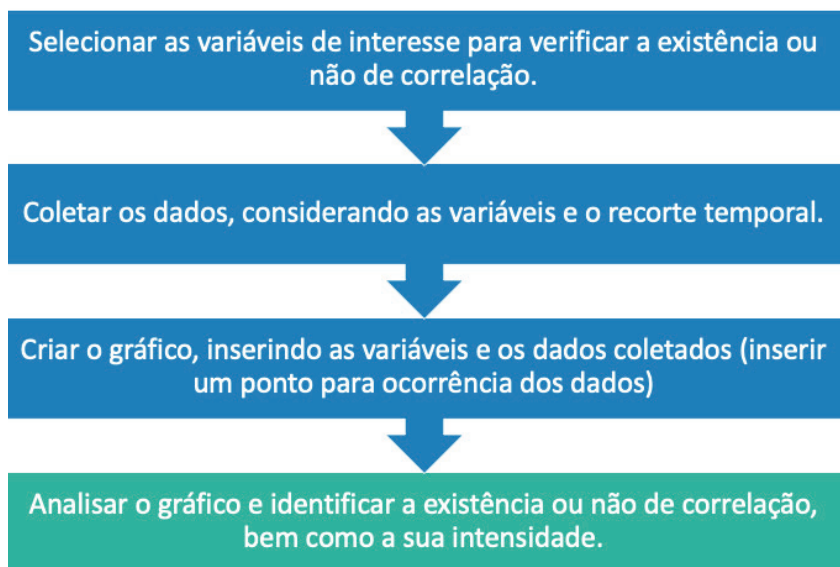 Selecionar as variáveis de interesse para verificar a existência ou
não de correlação.
Coletar os dados, considerando as variáveis e o recorte temporal.
Criar o gráfico, inserindo as variáveis e os dados coletados (inserir
um ponto para ocorrência dos dados)
Analisar o gráfico e identificar a existência ou não de correlação,
bem como a sua intensidade.